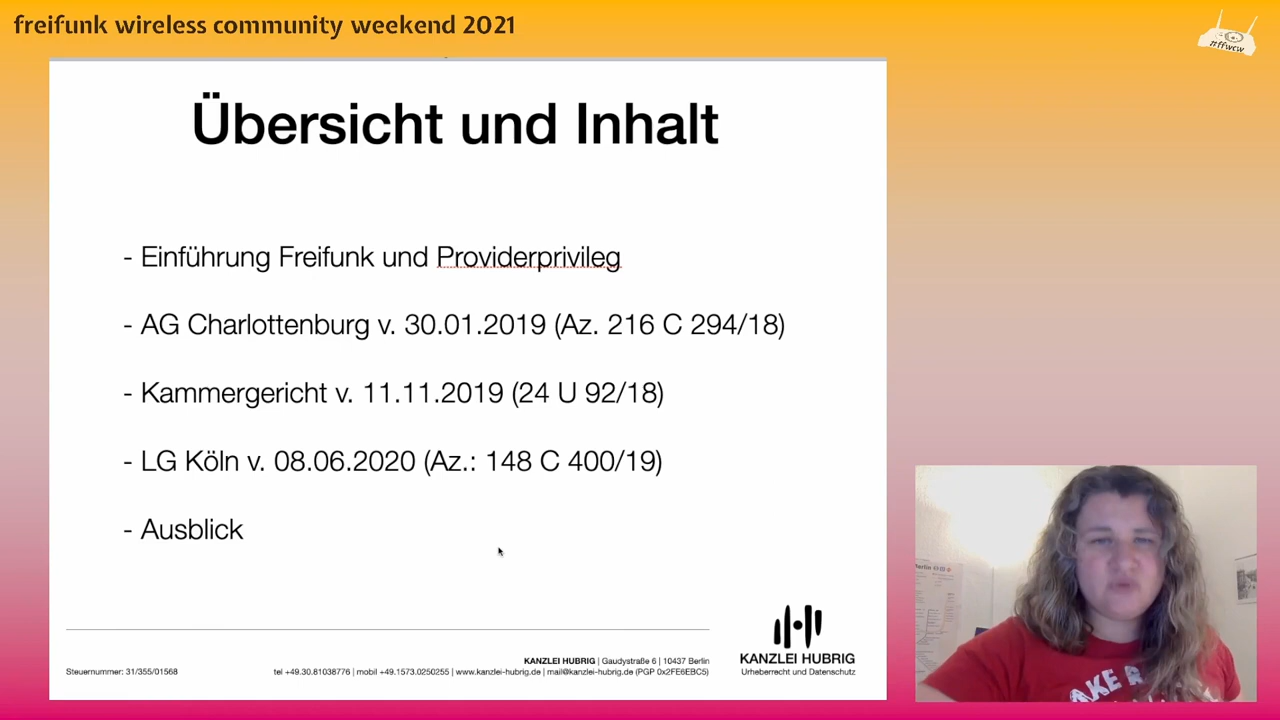 freifunk wireless community weekend 2021
#ffwcw
Übersicht und Inhalt
- Einführung Freifunk und Providerprivileg
- AG Charlottenburg v. 30.01.2019 (Az. 216 C 294/18)
- Kammergericht v. 11.11.2019 (24 U 92/18)
- LG Köln v. 08.06.2020 (Az.: 148 C 400/19)
- Ausblick
KANZLEI HUBRIG | Gaudystraße 6 | 10437 Berlin
Steuernummer: 31/355/01568
tel +49.30.81038776 | mobil +49.1573.0250255 | www.kanzlei-hubrig.de | mail@kanzlei-hubrig.de (PGP 0x2FE6EBC5)
KANZLEI HUBRIG
Urheberrecht und Datenschutz